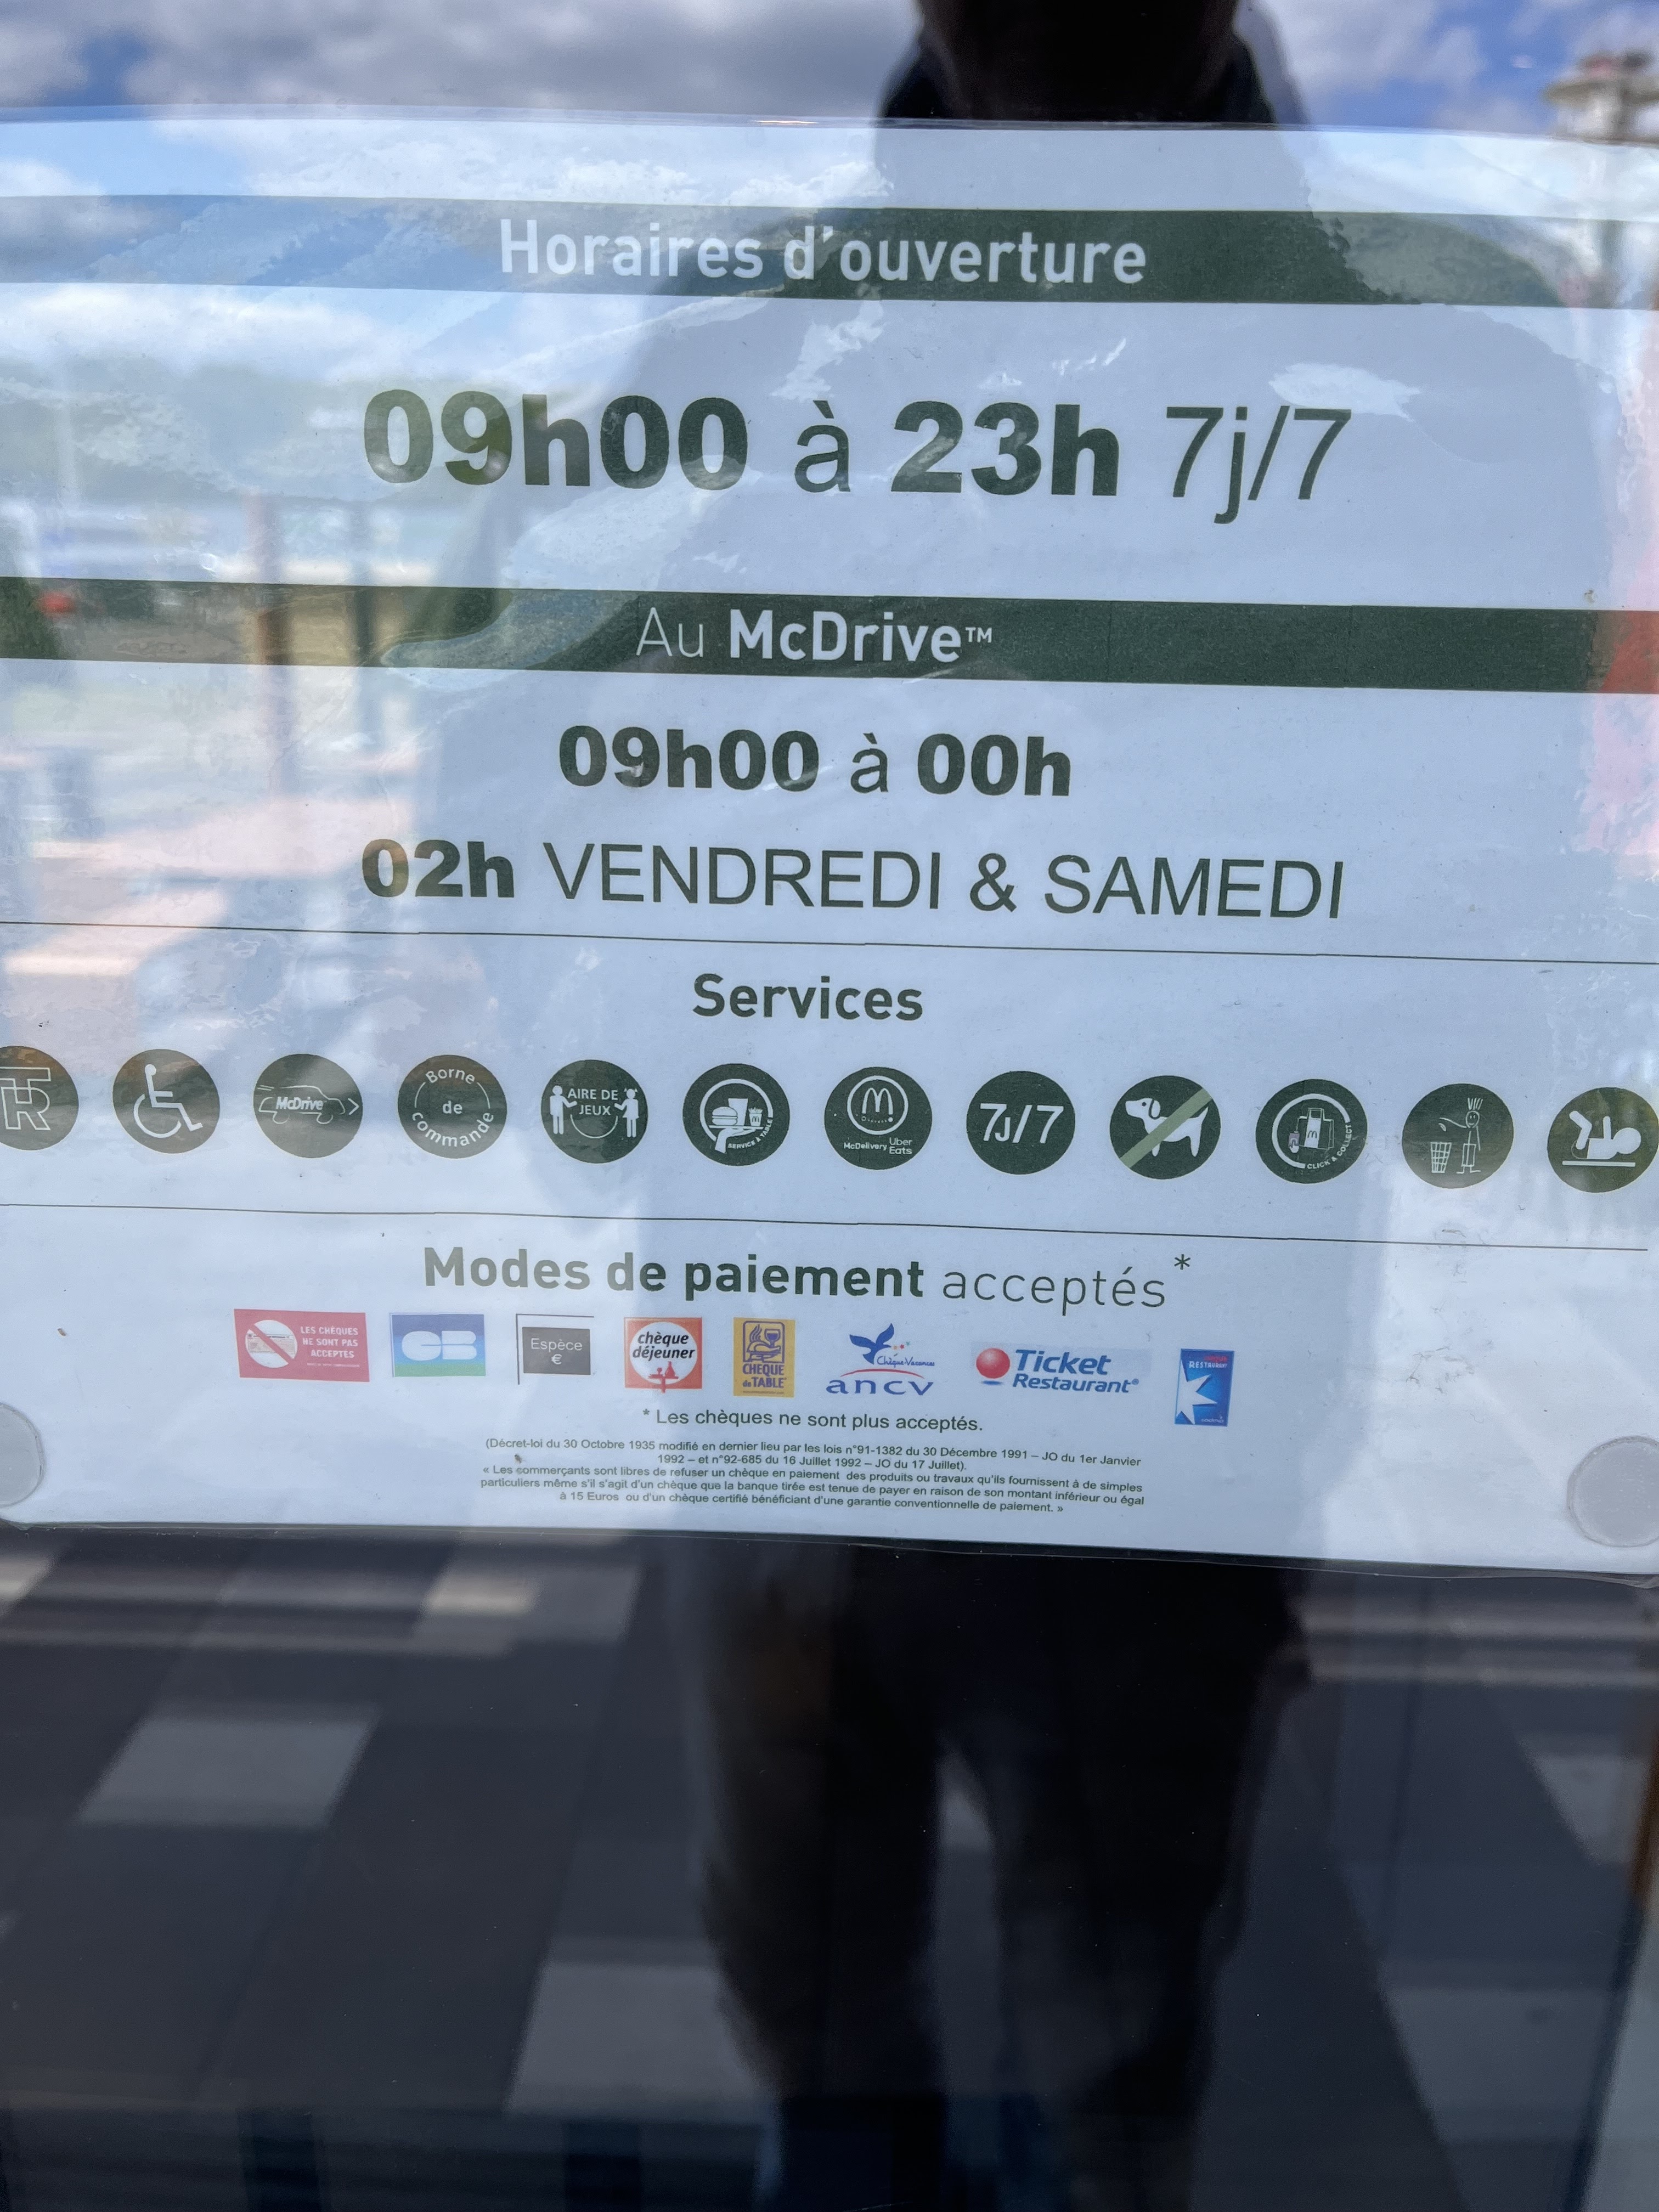 Horaires d'ouverture
09h00 à 23h 7j/7
Au McDrive™
09h00 à 00h
02h VENDREDI & SAMEDI
Services
TR
McDrive
Borne
de
commande
AIRE DE
JEUX
SERVICE À TABLE
McDelivery Uber
Eats
7J/7
CLICK & COLLECT
Modes de paiement acceptés*
LES CHÈQUES
NE SONT PAS
ACCEPTÉS
CB
Espèce
€
chèque
déjeuner
CHEQUE
de TABLE
Chèque-Vacances
ancv
Ticket
Restaurant®
RESTAURANT
* Les chèques ne sont plus acceptés.
(Décret-loi du 30 Octobre 1935 modifié en dernier lieu par les lois n°91-1382 du 30 Décembre 1991 – JO du 1er Janvier
1992 – et n°92-685 du 16 Juillet 1992 – JO du 17 Juillet).
« Les commerçants sont libres de refuser un chèque en paiement des produits ou travaux qu'ils fournissent à de simples
particuliers même s'il s'agit d'un chèque que la banque tirée est tenue de payer en raison de son montant inférieur ou égal
à 15 Euros ou d'un chèque certifié bénéficiant d'une garantie conventionnelle de paiement. »